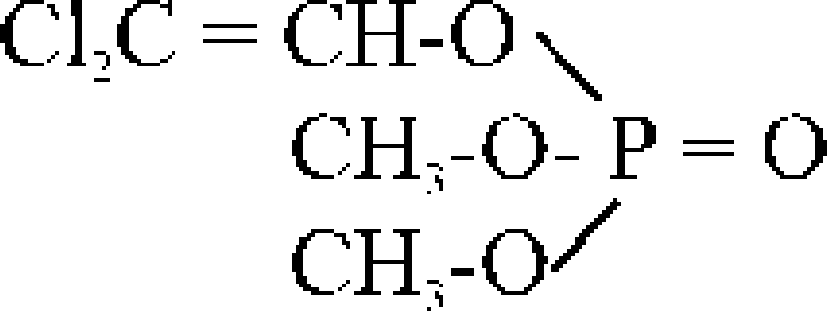 Cl₂C = CH-O
CH₃-O- P = O
CH₃-O